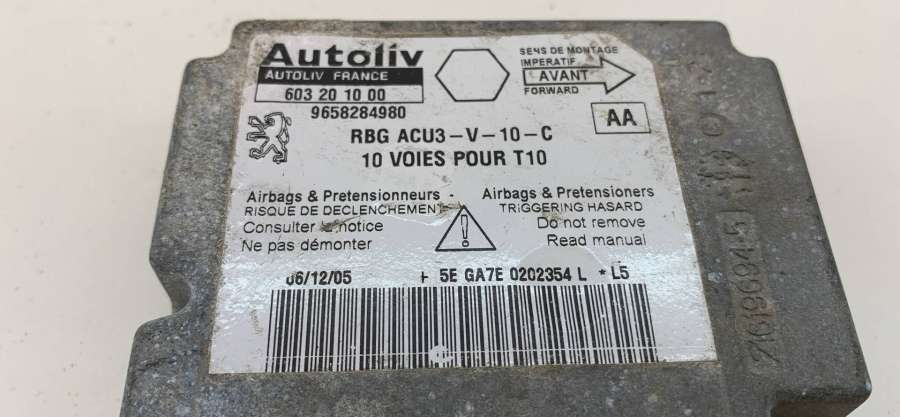 Autoliv
AUTOLIV FRANCE
603 20 10 00
9658284980
SENS DE MONTAGE
IMPERATIF
AVANT
FORWARD
AA
RBG ACU3-V-10-C
10 VOIES POUR T10
Airbags & Pretensionneurs -
RISQUE DE DECLENCHEMENT
Consulter la notice
Ne pas démonter
Airbags & Pretensioners
TRIGGERING HASARD
Do not remove
Read manual
06/12/05 + 5E GA7E 0202354 L *L5